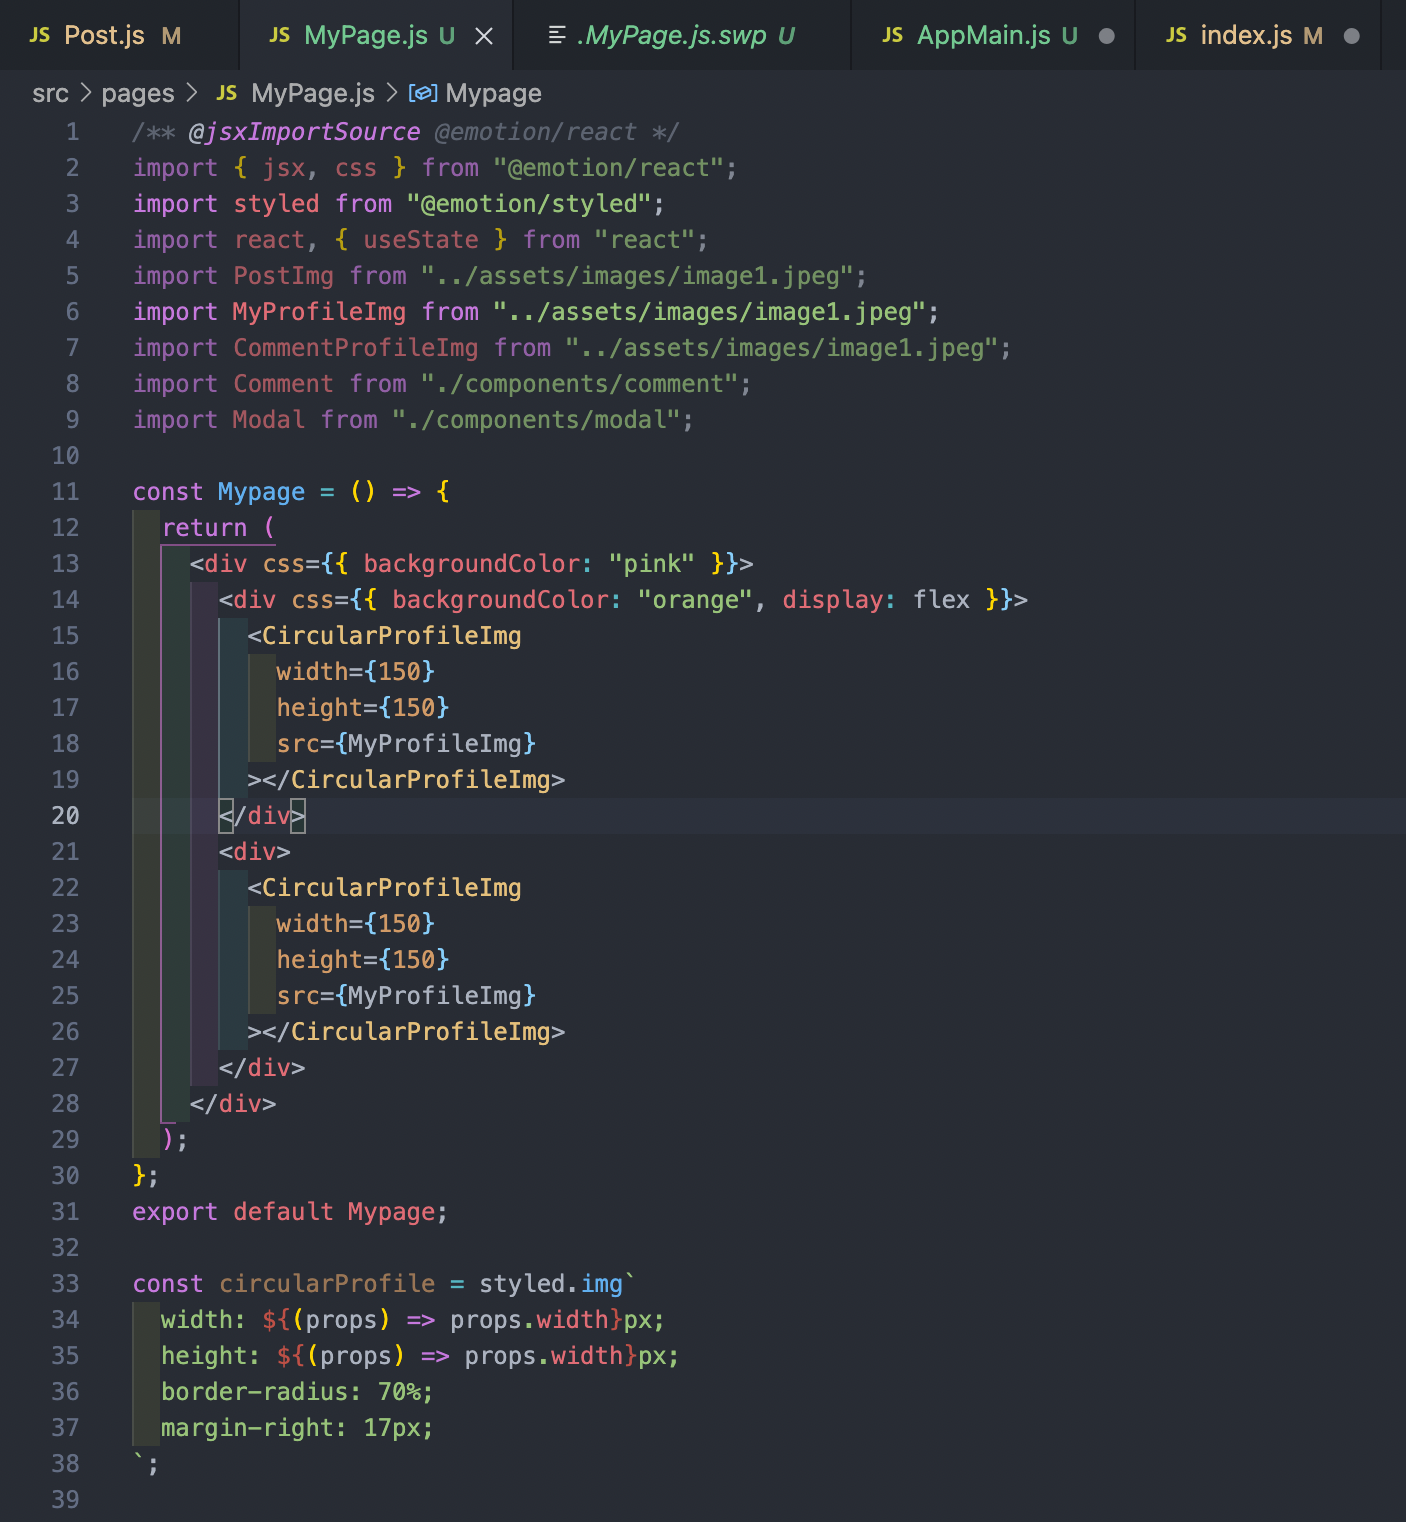 JS Post.js M JS MyPage.js U × .MyPage.js.swp U JS AppMain.js U ● JS index.js M ●
src > pages > JS MyPage.js > Mypage
1 /** @jsxImportSource @emotion/react */
2 import { jsx, css } from "@emotion/react";
3 import styled from "@emotion/styled";
4 import react, { useState } from "react";
5 import PostImg from "../assets/images/image1.jpeg";
6 import MyProfileImg from "../assets/images/image1.jpeg";
7 import CommentProfileImg from "../assets/images/image1.jpeg";
8 import Comment from "./components/comment";
9 import Modal from "./components/modal";
10
11 const Mypage = () => {
12 return (
13 <div css={{ backgroundColor: "pink" }}>
14 <div css={{ backgroundColor: "orange", display: flex }}>
15 <CircularProfileImg
16 width={150}
17 height={150}
18 src={MyProfileImg}
19 ></CircularProfileImg>
20 </div>
21 <div>
22 <CircularProfileImg
23 width={150}
24 height={150}
25 src={MyProfileImg}
26 ></CircularProfileImg>
27 </div>
28 </div>
29 );
30 };
31 export default Mypage;
32
33 const circularProfile = styled.img`
34 width: ${(props) => props.width}px;
35 height: ${(props) => props.width}px;
36 border-radius: 70%;
37 margin-right: 17px;
38 `;
39